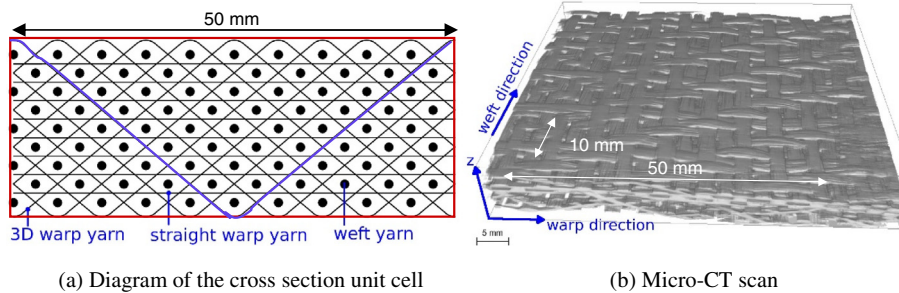 50 mm
3D warp yarn
straight warp yarn
weft yarn
(a) Diagram of the cross section unit cell
weft direction
10 mm
50 mm
z
warp direction
5 mm
(b) Micro-CT scan